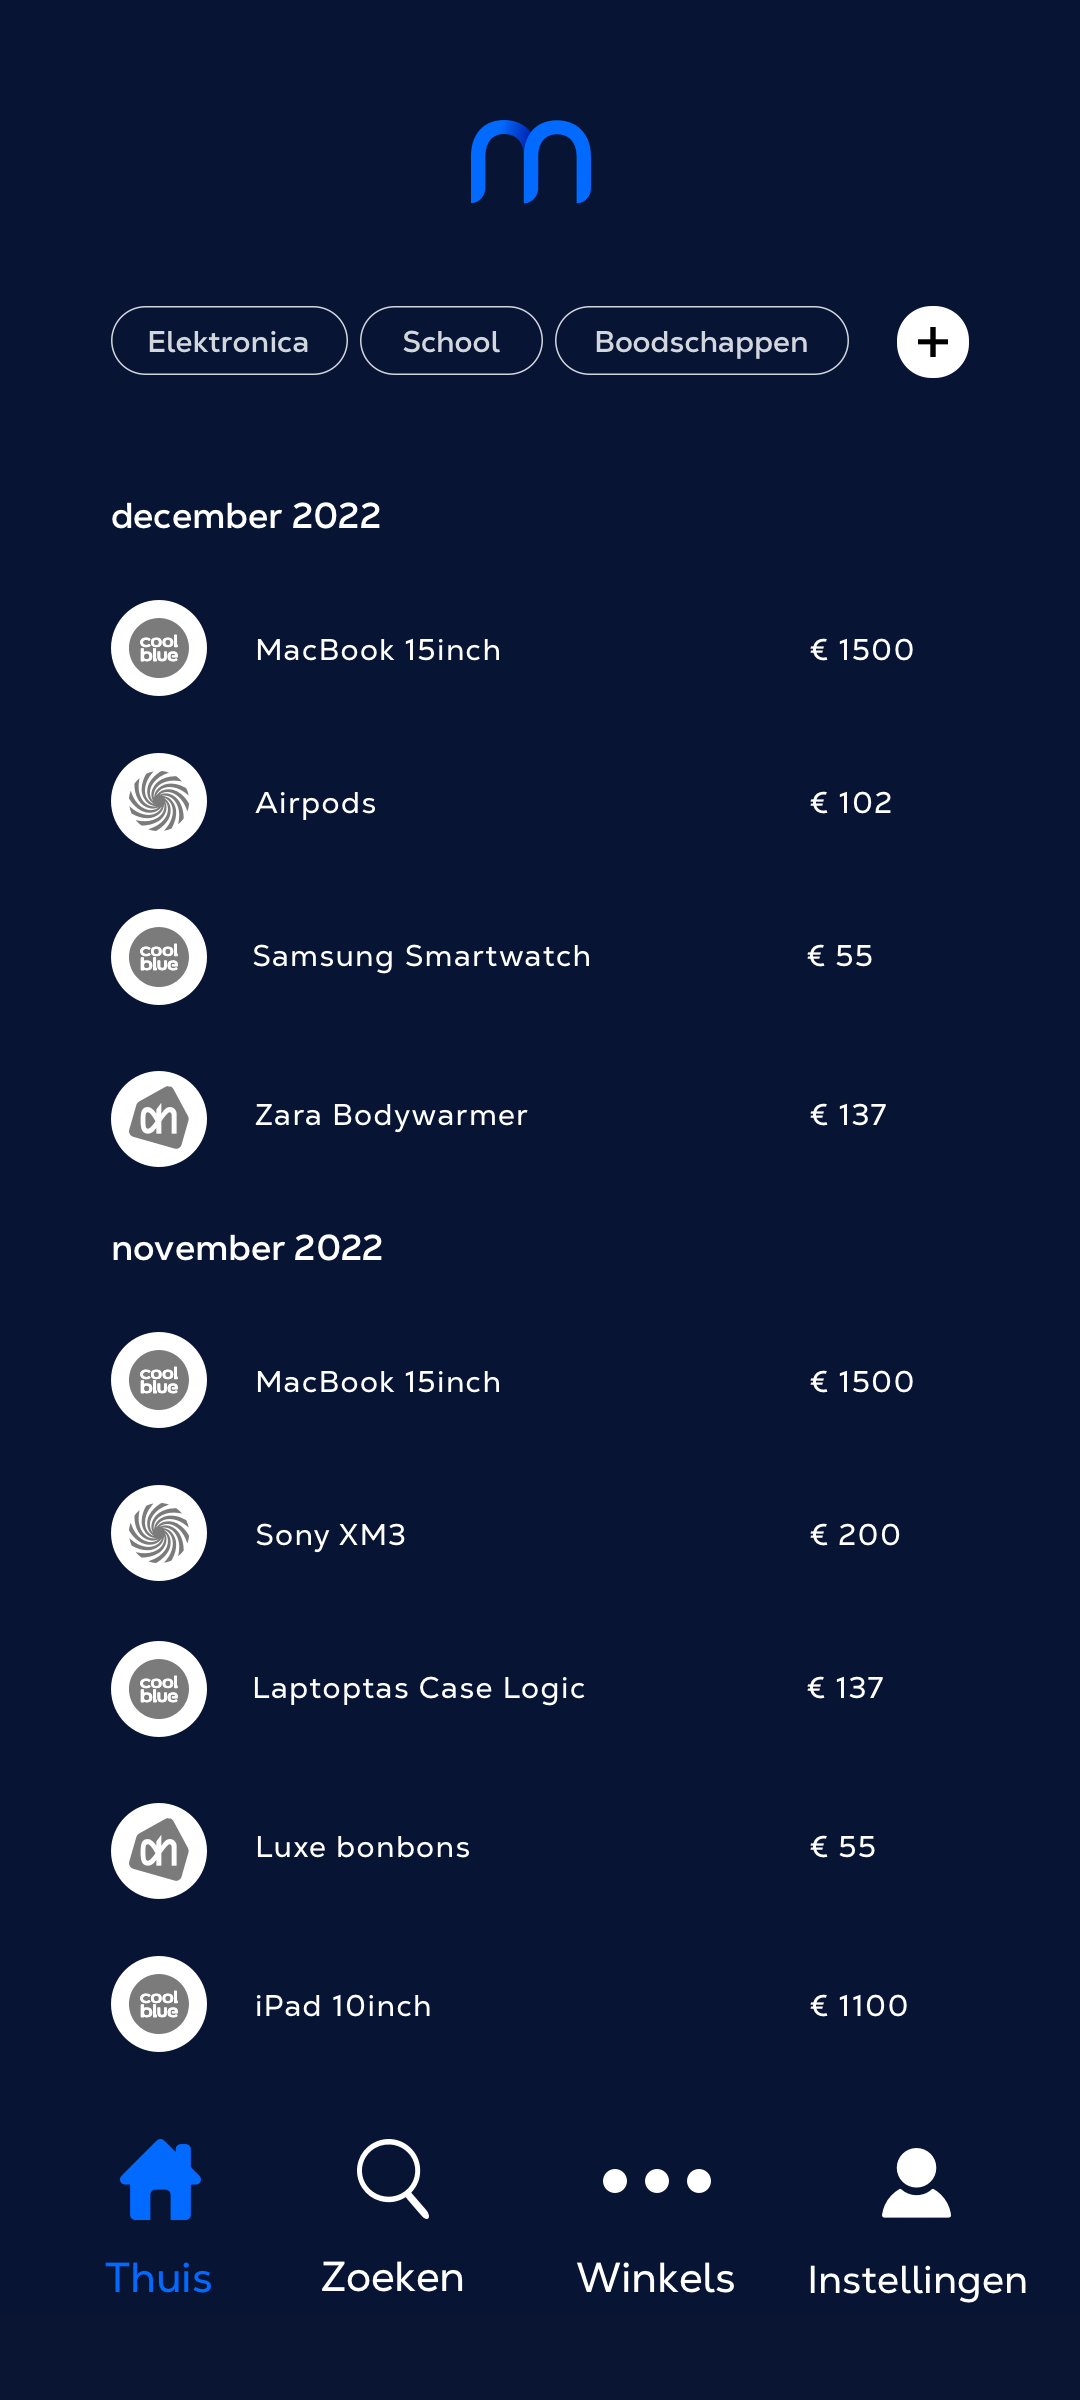 m
Elektronica School Boodschappen +
december 2022
cool
blue
MacBook 15inch € 1500
Airpods € 102
cool
blue
Samsung Smartwatch € 55
ah
Zara Bodywarmer € 137
november 2022
cool
blue
MacBook 15inch € 1500
Sony XM3 € 200
cool
blue
Laptoptas Case Logic € 137
ah
Luxe bonbons € 55
cool
blue
iPad 10inch € 1100
Thuis Zoeken Winkels Instellingen